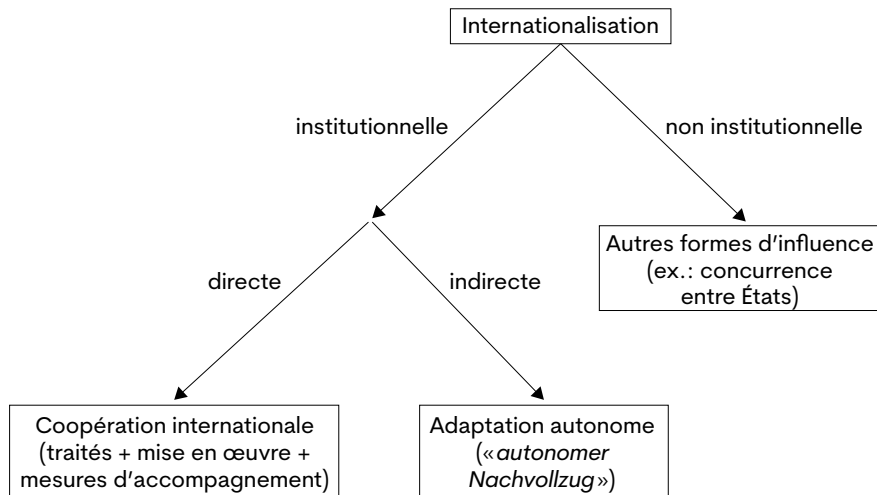 Internationalisation
institutionnelle
non institutionnelle
Autres formes d’influence
(ex.: concurrence
entre États)
directe
indirecte
Coopération internationale
(traités + mise en œuvre +
mesures d’accompagnement)
Adaptation autonome
(«autonomer
Nachvollzug»)